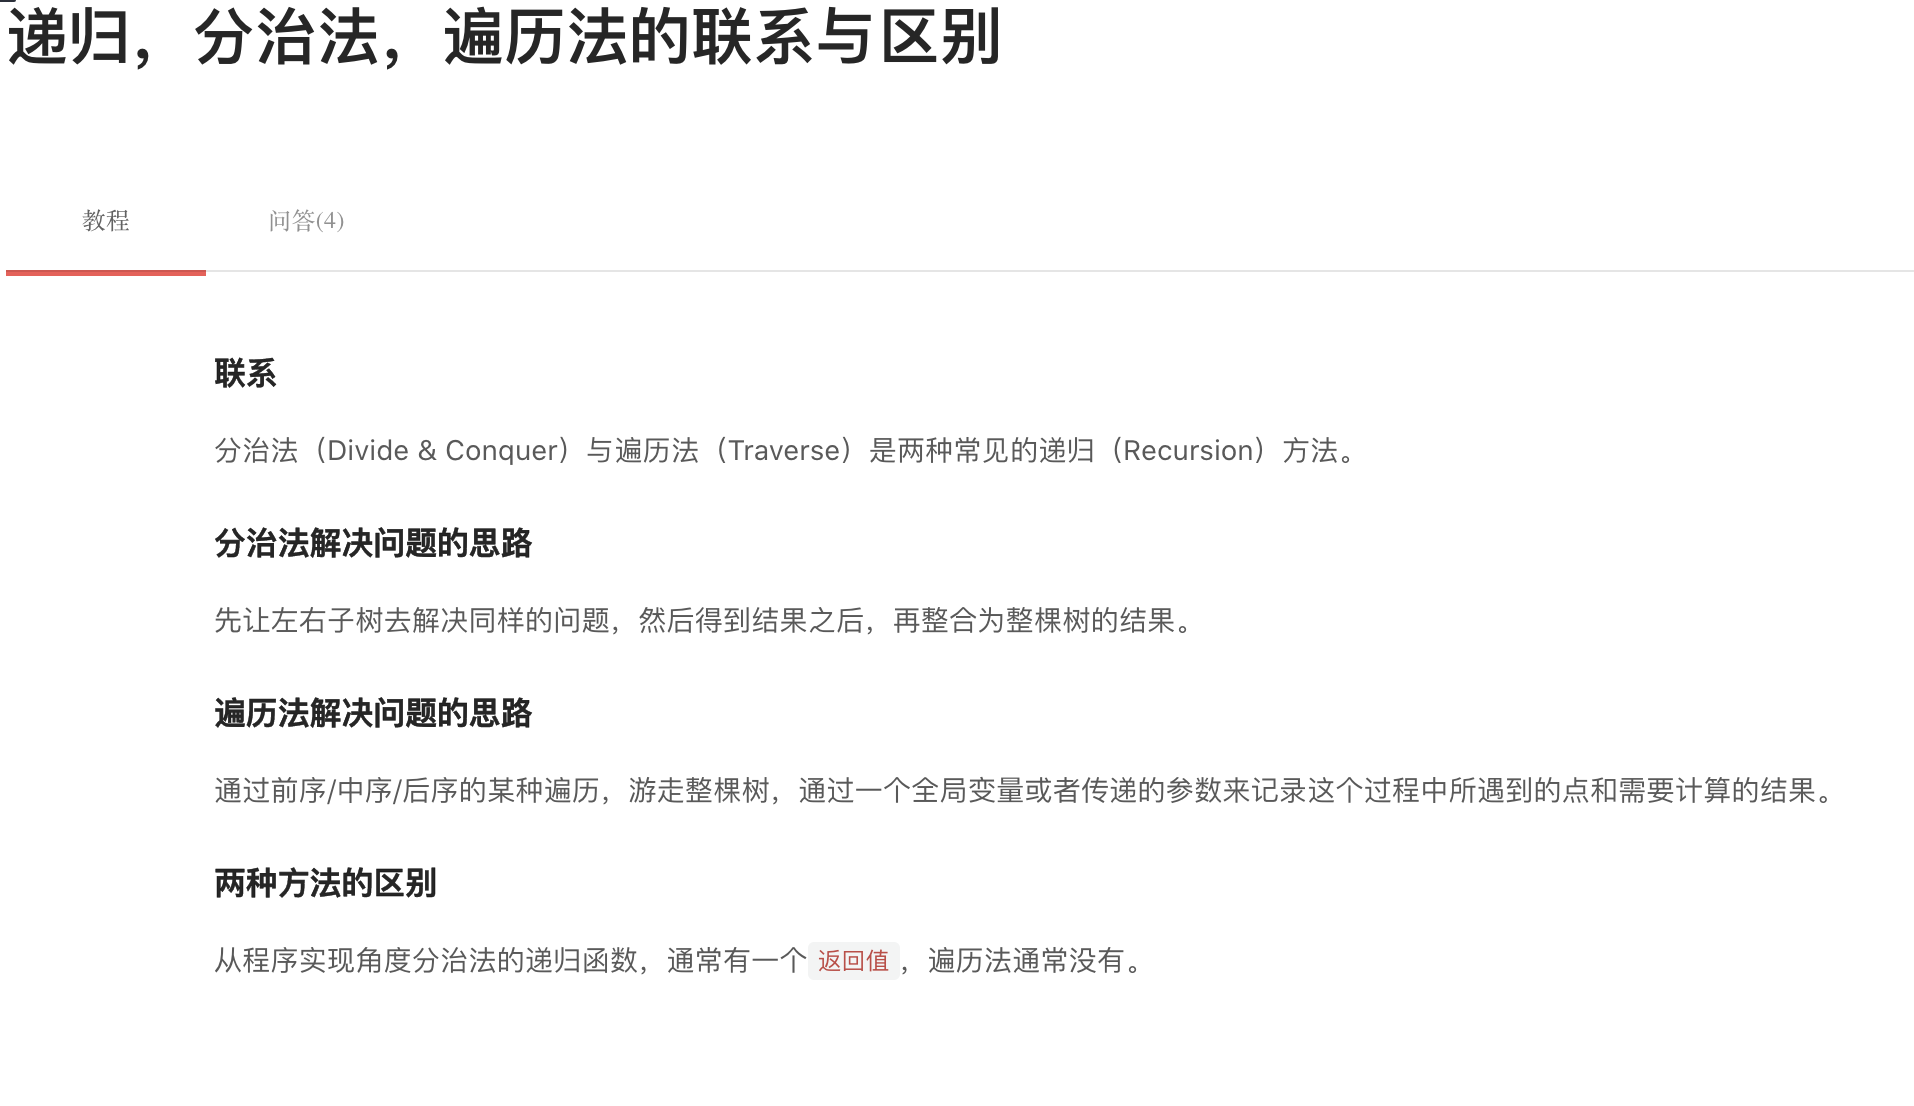 递归，分治法，遍历法的联系与区别
教程
问答(4)
联系
分治法（Divide & Conquer）与遍历法（Traverse）是两种常见的递归（Recursion）方法。
分治法解决问题的思路
先让左右子树去解决同样的问题，然后得到结果之后，再整合为整棵树的结果。
遍历法解决问题的思路
通过前序/中序/后序的某种遍历，游走整棵树，通过一个全局变量或者传递的参数来记录这个过程中所遇到的点和需要计算的结果。
两种方法的区别
从程序实现角度分治法的递归函数，通常有一个返回值，遍历法通常没有。